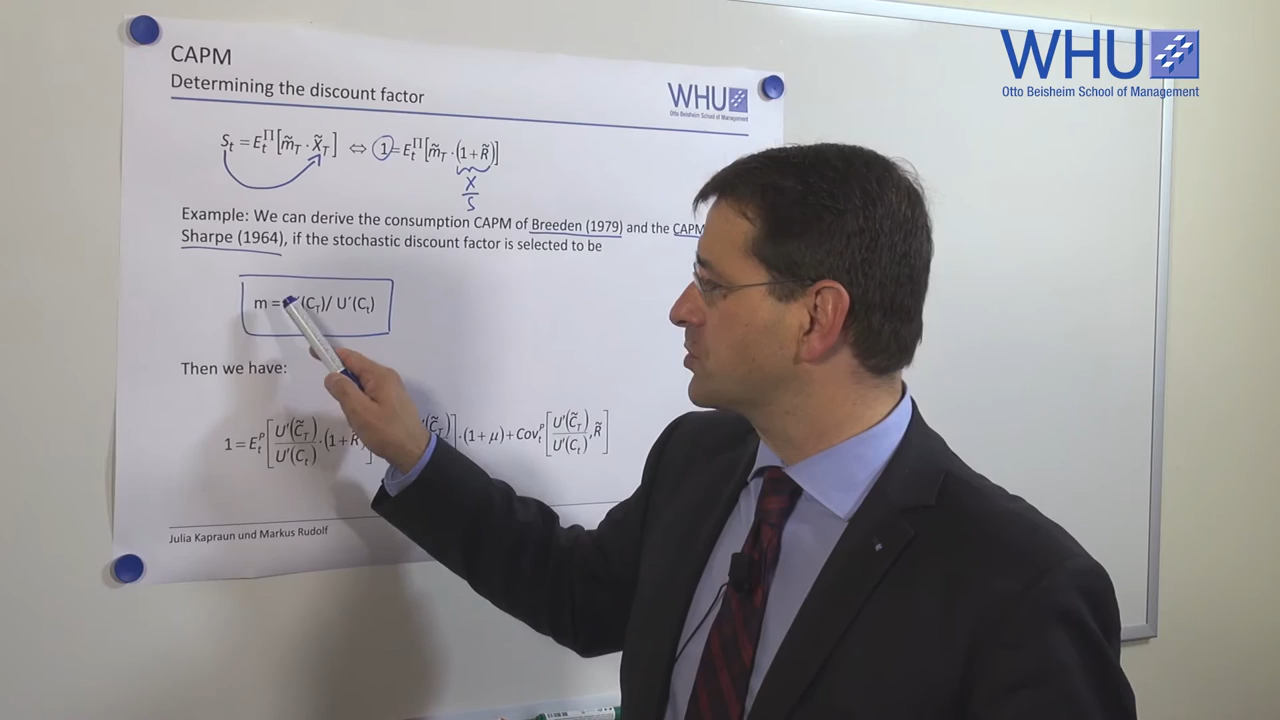 CAPM
Determining the discount factor
WHU
Otto Beisheim School of Management
WHU
Otto Beisheim School of Management
S_t = E_t^Π[m̃_T · X̃_T] ⇔ 1 = E_t^Π[m̃_T · (1+R̃)]
X
S
Example: We can derive the consumption CAPM of Breeden (1979) and the CAPM
Sharpe (1964), if the stochastic discount factor is selected to be
m = '(C_T)/ U´(C_t)
Then we have:
1 = E_t^P[U'(C̃_T)/U'(C_t) · (1+R̃ '(C̃_T)] · (1+μ) + Cov_t^P[U'(C̃_T)/U'(C_t), R̃]
Julia Kapraun und Markus Rudolf